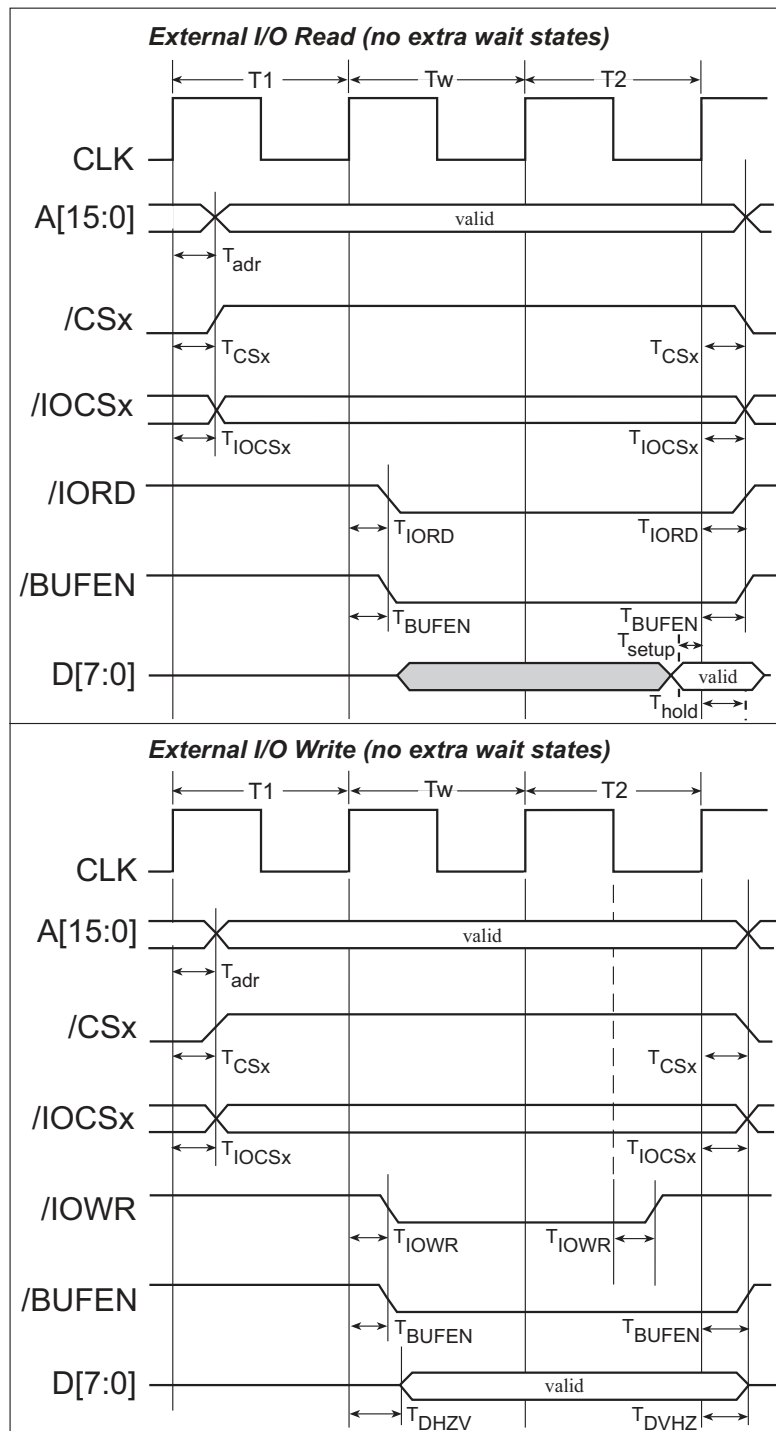 External I/O Read (no extra wait states)
T1 Tw T2
CLK
A[15:0] valid
Tadr
/CSx
TCSx TCSx
/IOCSx
TIOCSx TIOCSx
/IORD
TIORD TIORD
/BUFEN
TBUFEN TBUFEN
Tsetup
D[7:0] valid
Thold
External I/O Write (no extra wait states)
T1 Tw T2
CLK
A[15:0] valid
Tadr
/CSx
TCSx TCSx
/IOCSx
TIOCSx TIOCSx
/IOWR
TIOWR TIOWR
/BUFEN
TBUFEN TBUFEN
D[7:0] valid
TDHZV TDVHZ